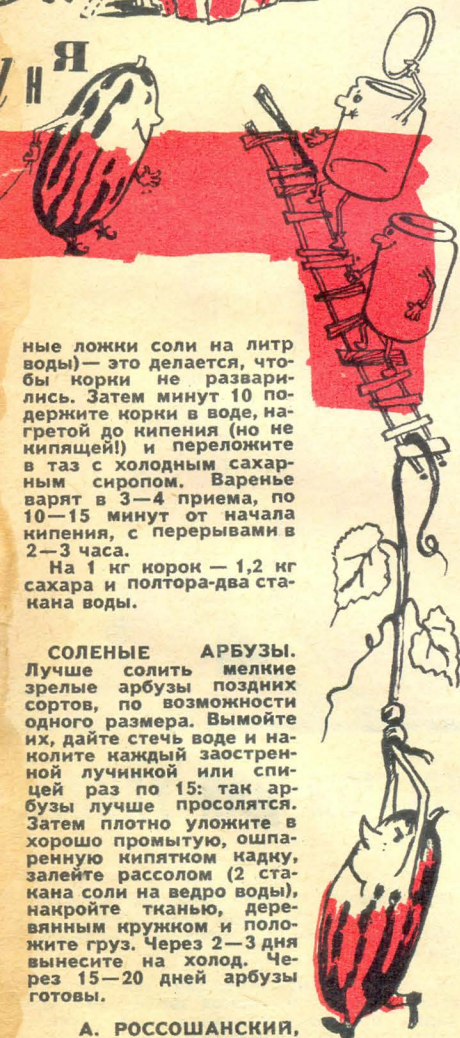 ня
ные ложки соли на литр
воды)— это делается, что-
бы корки не развари-
лись. Затем минут 10 по-
держите корки в воде, на-
гретой до кипения (но не
кипящей!) и переложите
в таз с холодным сахар-
ным сиропом. Варенье
варят в 3—4 приема, по
10—15 минут от начала
кипения, с перерывами в
2—3 часа.
На 1 кг корок — 1,2 кг
сахара и полтора-два ста-
кана воды.
СОЛЕНЫЕ АРБУЗЫ.
Лучше солить мелкие
зрелые арбузы поздних
сортов, по возможности
одного размера. Вымойте
их, дайте стечь воде и на-
колите каждый заострен-
ной лучинкой или спи-
цей раз по 15: так ар-
бузы лучше просолятся.
Затем плотно уложите в
хорошо промытую, ошпа-
ренную кипятком кадку,
залейте рассолом (2 ста-
кана соли на ведро воды),
накройте тканью, дере-
вянным кружком и поло-
жите груз. Через 2—3 дня
вынесите на холод. Че-
рез 15—20 дней арбузы
готовы.
А. РОССОШАНСКИЙ,